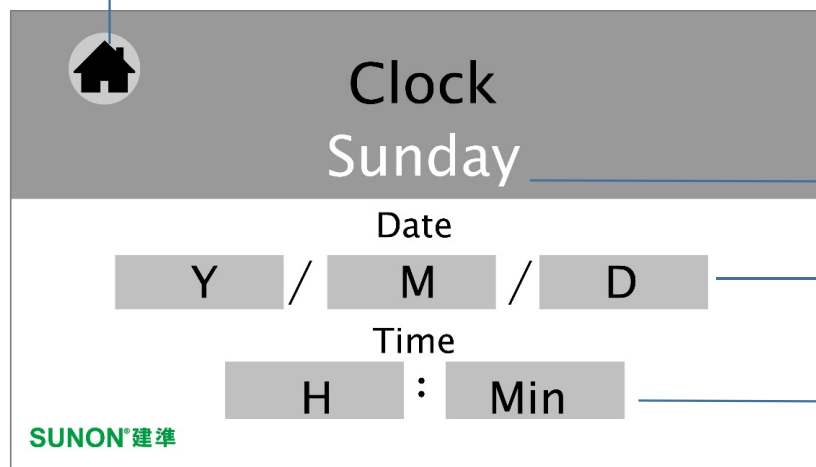 Clock
Sunday
Date
Y / M / D
Time
H : Min
SUNON®建準